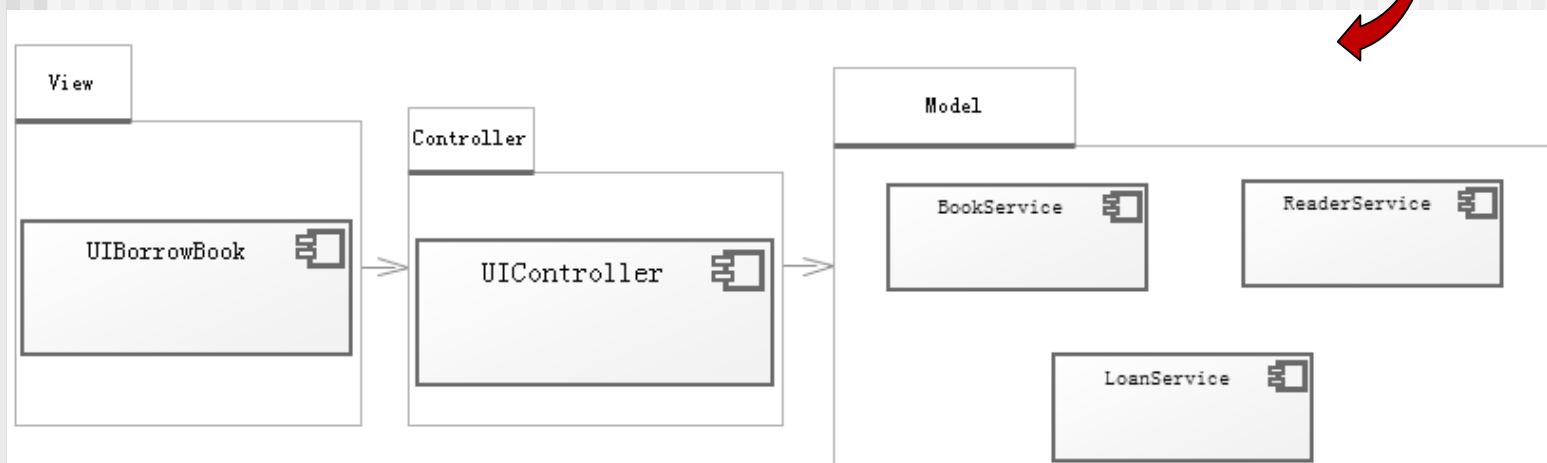 View
UIBorrowBook
Controller
UIController
Model
BookService
ReaderService
LoanService